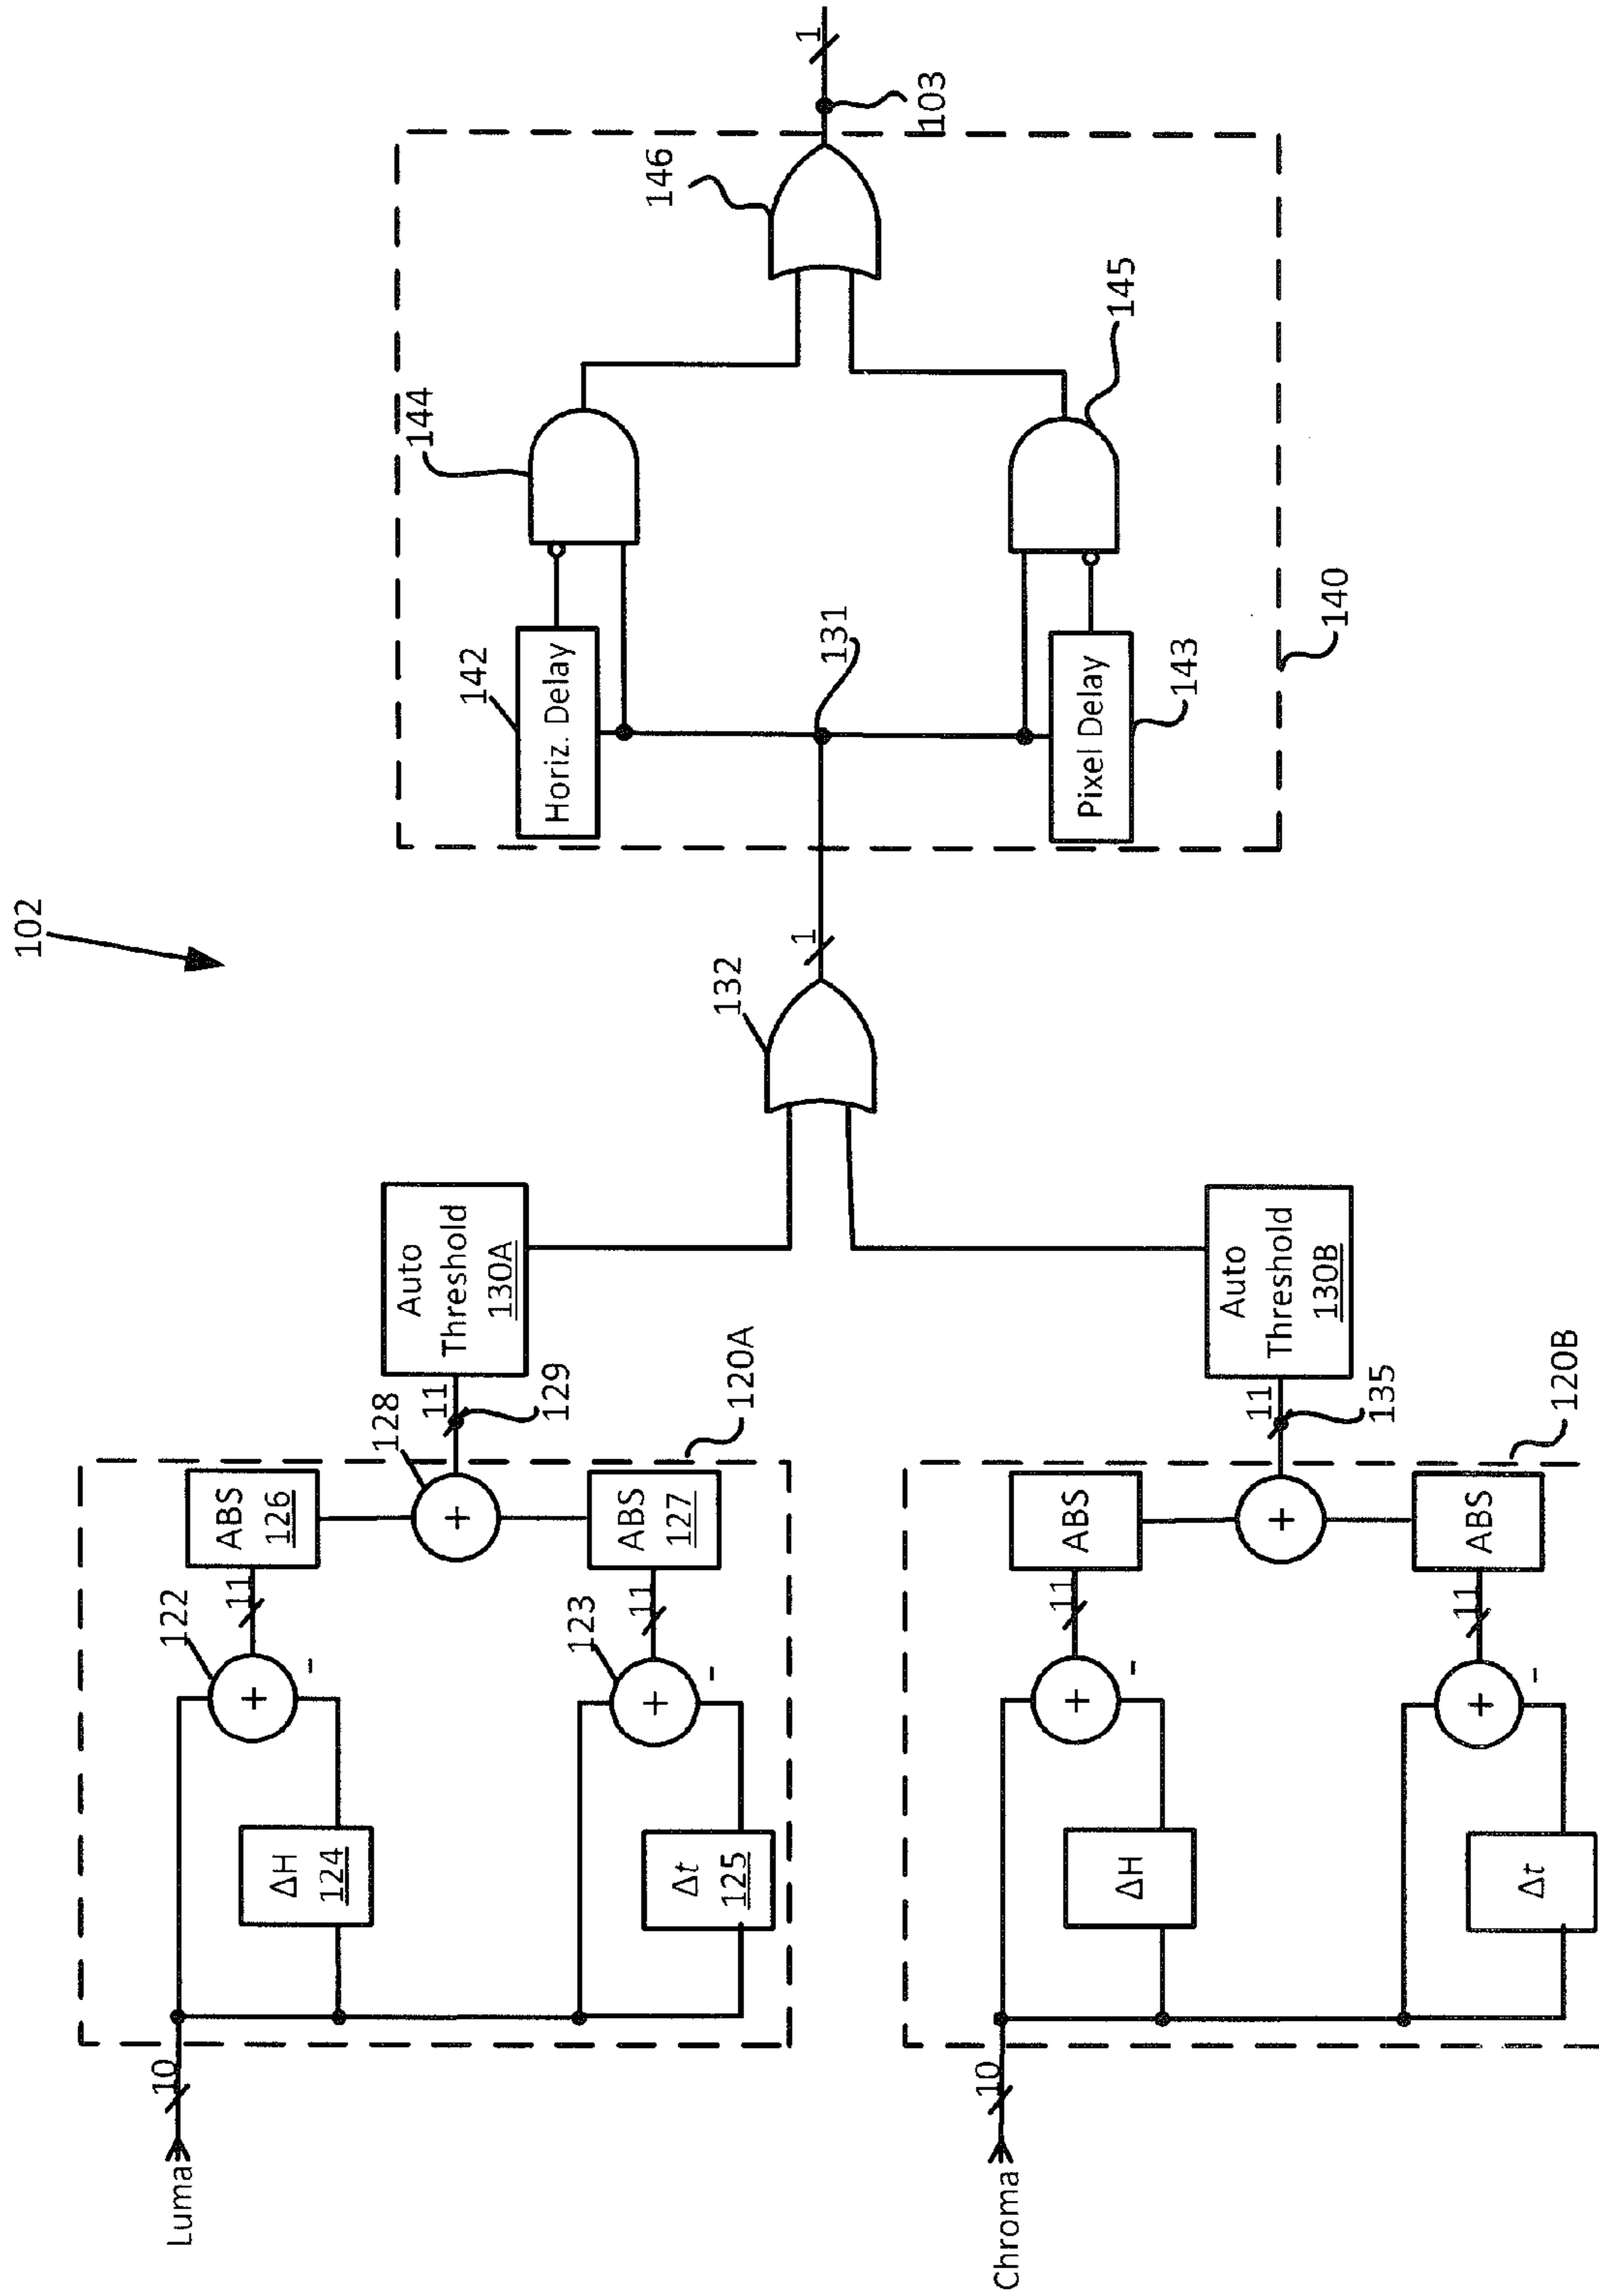 102
Luma
10
ΔH
124
Δt
125
122
+
-
123
+
-
11
11
ABS
126
ABS
127
128
+
11
129
120A
Auto
Threshold
130A
Chroma
10
ΔH
Δt
+
-
+
-
11
11
ABS
ABS
+
11
135
120B
Auto
Threshold
130B
132
1
131
142
Horiz. Delay
Pixel Delay
143
144
145
146
140
103
1